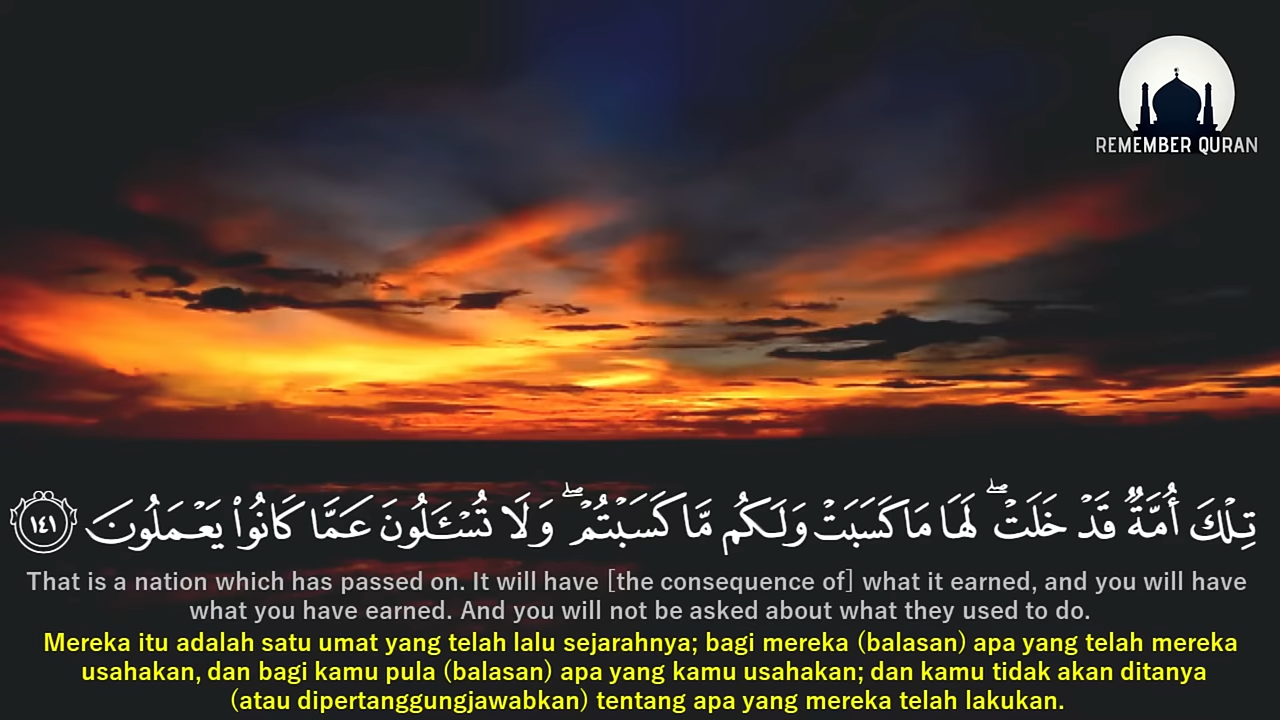 REMEMBER QURAN
تِلْكَ أُمَّةٌ قَدْ خَلَتْ ۖ لَهَا مَا كَسَبَتْ وَلَكُم مَّا كَسَبْتُمْ ۖ وَلَا تُسْـَٔلُونَ عَمَّا كَانُوا۟ يَعْمَلُونَ ١٤١
That is a nation which has passed on. It will have [the consequence of] what it earned, and you will have
what you have earned. And you will not be asked about what they used to do.
Mereka itu adalah satu umat yang telah lalu sejarahnya; bagi mereka (balasan) apa yang telah mereka
usahakan, dan bagi kamu pula (balasan) apa yang kamu usahakan; dan kamu tidak akan ditanya
(atau dipertanggungjawabkan) tentang apa yang mereka telah lakukan.